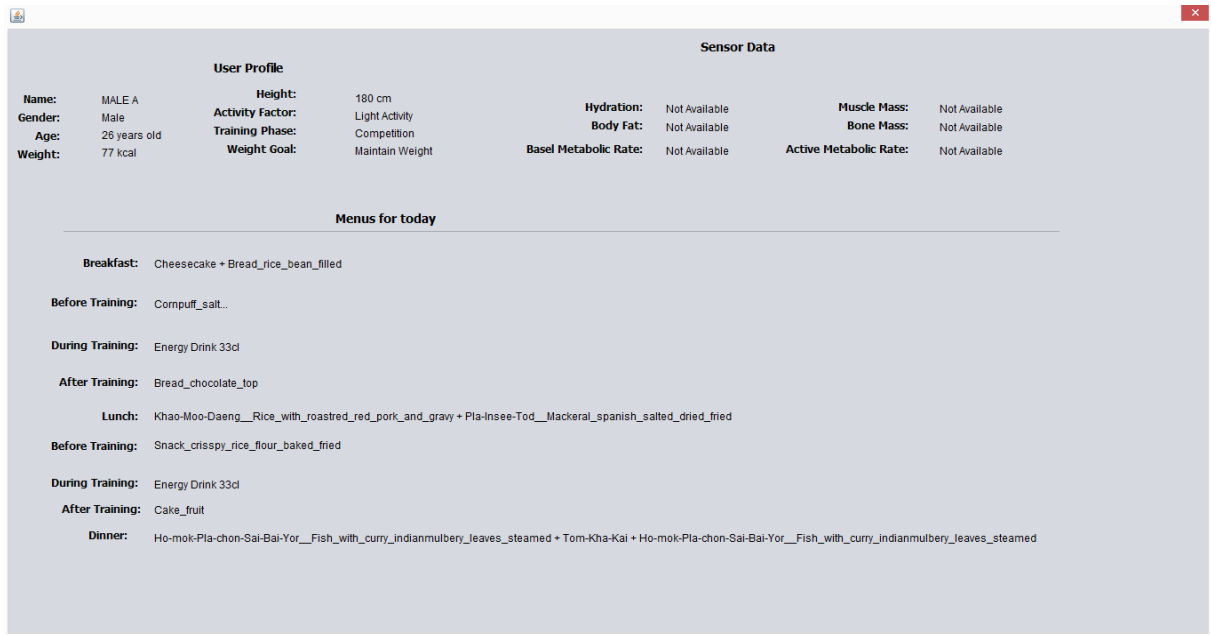 Sensor Data
User Profile
Name: MALE A
Gender: Male
Age: 26 years old
Weight: 77 kcal
Height: 180 cm
Activity Factor: Light Activity
Training Phase: Competition
Weight Goal: Maintain Weight
Hydration: Not Available
Body Fat: Not Available
Basel Metabolic Rate: Not Available
Muscle Mass: Not Available
Bone Mass: Not Available
Active Metabolic Rate: Not Available
Menus for today
Breakfast: Cheesecake + Bread_rice_bean_filled
Before Training: Cornpuff_salt...
During Training: Energy Drink 33cl
After Training: Bread_chocolate_top
Lunch: Khao-Moo-Daeng__Rice_with_roastred_red_pork_and_gravy + Pla-Insee-Tod__Mackeral_spanish_salted_dried_fried
Before Training: Snack_crisspy_rice_flour_baked_fried
During Training: Energy Drink 33cl
After Training: Cake_fruit
Dinner: Ho-mok-Pla-chon-Sai-Bai-Yor__Fish_with_curry_indianmulbery_leaves_steamed + Tom-Kha-Kai + Ho-mok-Pla-chon-Sai-Bai-Yor__Fish_with_curry_indianmulbery_leaves_steamed